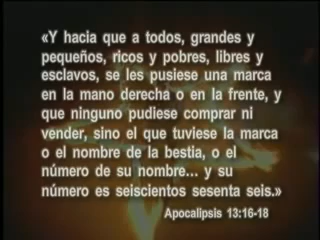 «Y hacia que a todos, grandes y
pequeños, ricos y pobres, libres y
esclavos, se les pusiese una marca
en la mano derecha o en la frente, y
que ninguno pudiese comprar ni
vender, sino el que tuviese la marca
o el nombre de la bestia, o el
número de su nombre... y su
número es seiscientos sesenta seis.»
Apocalipsis 13:16-18